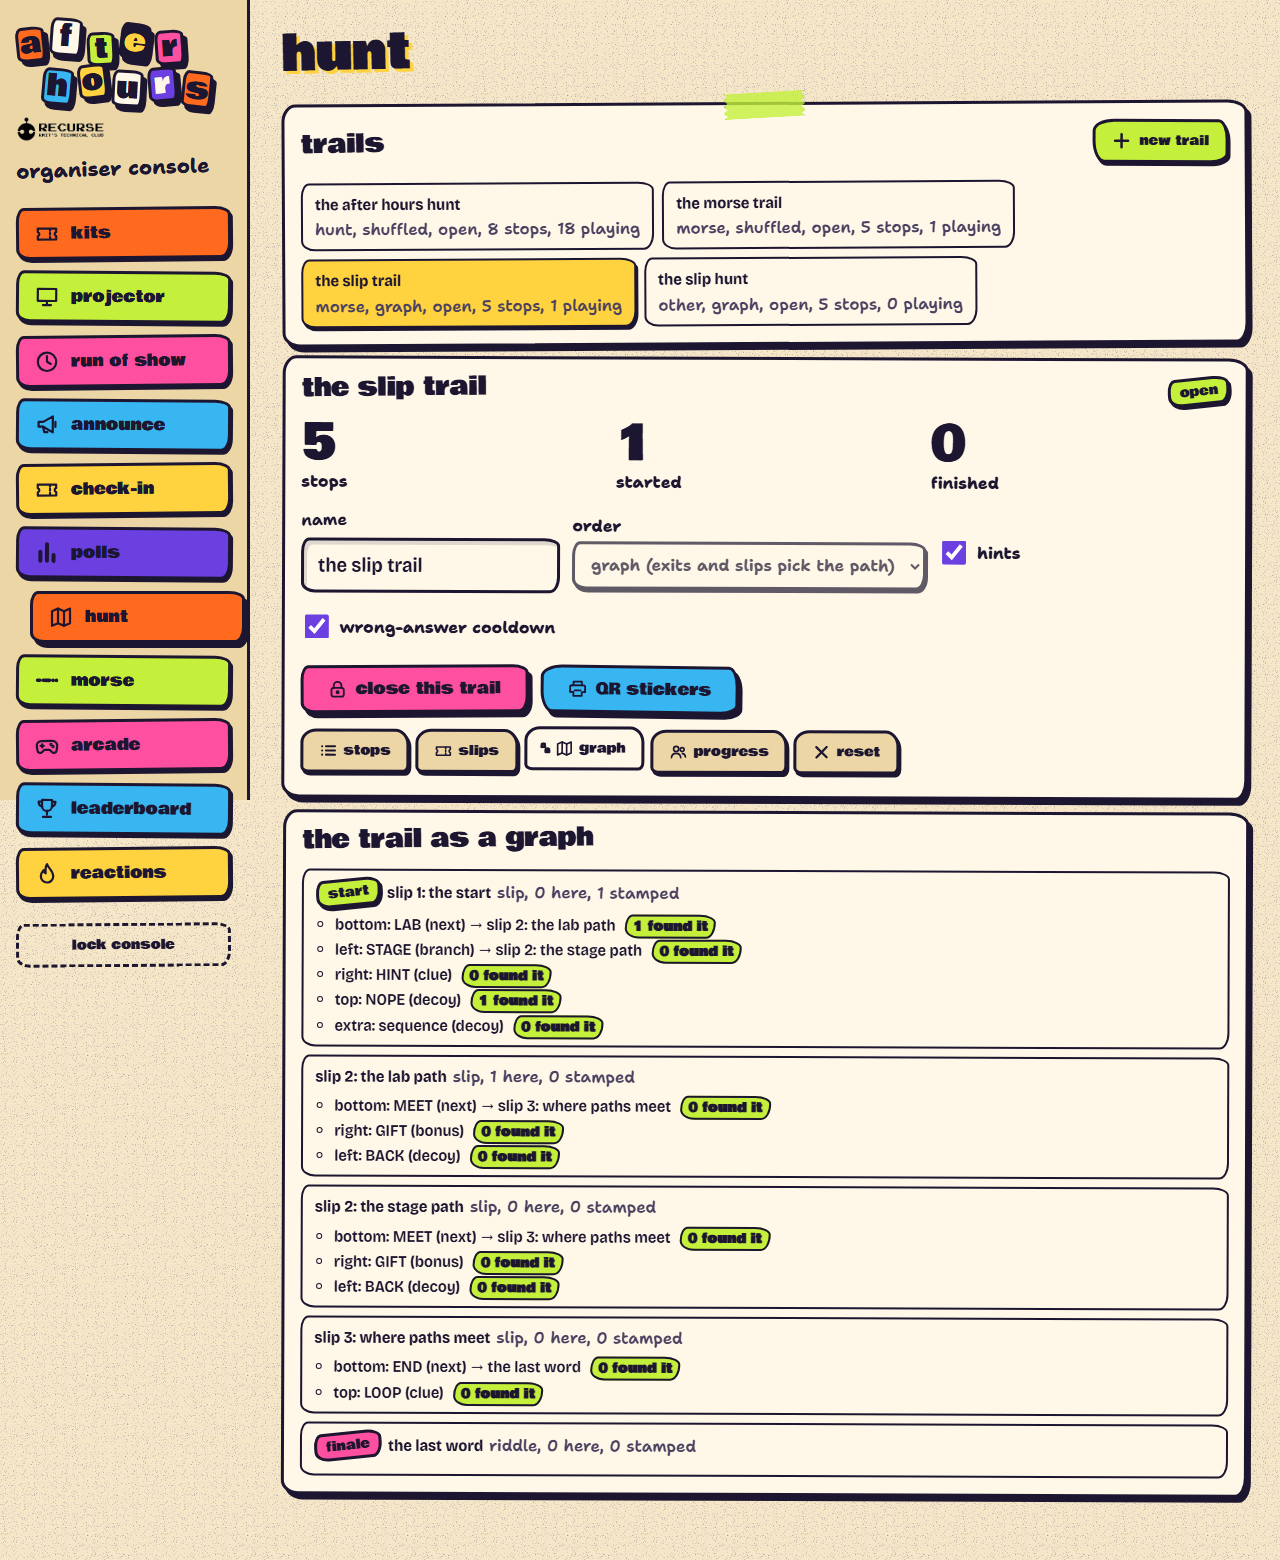 after
hours
RECURSE
KMIT'S TECHNICAL CLUB
organiser console
kits
projector
run of show
announce
check-in
polls
hunt
morse
arcade
leaderboard
reactions
lock console
hunt
trails
new trail
the after hours hunt
hunt, shuffled, open, 8 stops, 18 playing
the morse trail
morse, shuffled, open, 5 stops, 1 playing
the slip trail
morse, graph, open, 5 stops, 1 playing
the slip hunt
other, graph, open, 5 stops, 0 playing
the slip trail
open
5
stops
1
started
0
finished
name
the slip trail
order
graph (exits and slips pick the path)
hints
wrong-answer cooldown
close this trail
QR stickers
stops
slips
graph
progress
reset
the trail as a graph
start slip 1: the start slip, 0 here, 1 stamped
bottom: LAB (next) → slip 2: the lab path 1 found it
left: STAGE (branch) → slip 2: the stage path 0 found it
right: HINT (clue) 0 found it
top: NOPE (decoy) 1 found it
extra: sequence (decoy) 0 found it
slip 2: the lab path slip, 1 here, 0 stamped
bottom: MEET (next) → slip 3: where paths meet 0 found it
right: GIFT (bonus) 0 found it
left: BACK (decoy) 0 found it
slip 2: the stage path slip, 0 here, 0 stamped
bottom: MEET (next) → slip 3: where paths meet 0 found it
right: GIFT (bonus) 0 found it
left: BACK (decoy) 0 found it
slip 3: where paths meet slip, 0 here, 0 stamped
bottom: END (next) → the last word 0 found it
top: LOOP (clue) 0 found it
finale the last word riddle, 0 here, 0 stamped